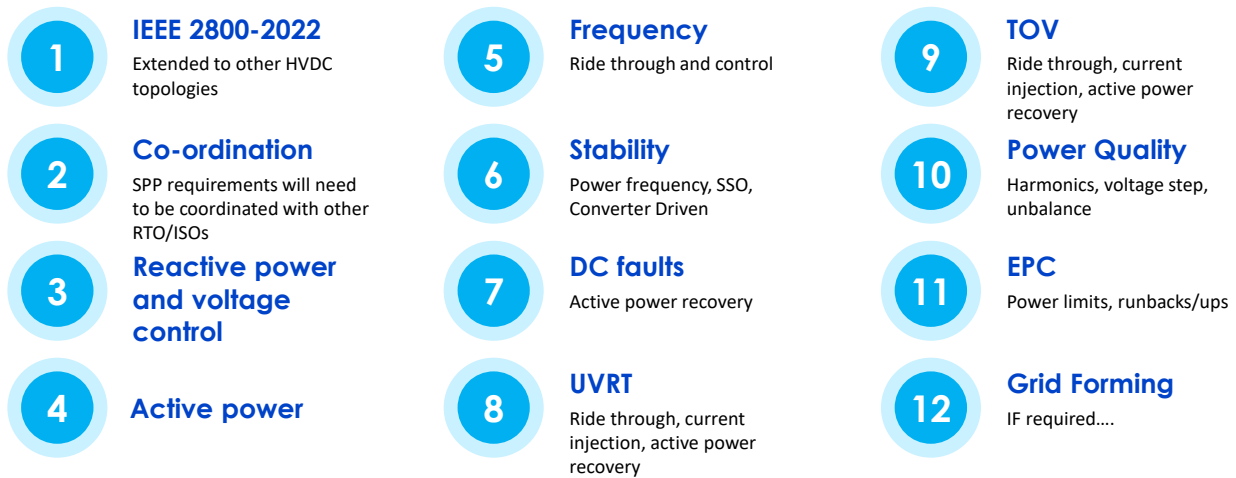 1
IEEE 2800-2022
Extended to other HVDC
topologies
2
Co-ordination
SPP requirements will need
to be coordinated with other
RTO/ISOs
3
Reactive power
and voltage
control
4
Active power
5
Frequency
Ride through and control
6
Stability
Power frequency, SSO,
Converter Driven
7
DC faults
Active power recovery
8
UVRT
Ride through, current
injection, active power
recovery
9
TOV
Ride through, current
injection, active power
recovery
10
Power Quality
Harmonics, voltage step,
unbalance
11
EPC
Power limits, runbacks/ups
12
Grid Forming
IF required....